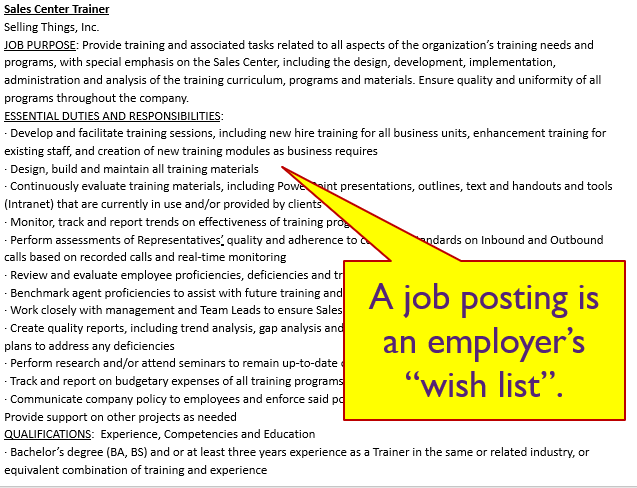 Sales Center Trainer
Selling Things, Inc.
JOB PURPOSE: Provide training and associated tasks related to all aspects of the organization's training needs and
programs, with special emphasis on the Sales Center, including the design, development, implementation,
administration and analysis of the training curriculum, programs and materials. Ensure quality and uniformity of all
programs throughout the company.
ESSENTIAL DUTIES AND RESPONSIBILITIES:
· Develop and facilitate training sessions, including new hire training for all business units, enhancement training for
existing staff, and creation of new training modules as business requires
· Design, build and maintain all training materials
· Continuously evaluate training materials, including PowerPoint presentations, outlines, text and handouts and tools
(Intranet) that are currently in use and/or provided by clients
· Monitor, track and report trends on effectiveness of training
· Perform assessments of Representatives', quality and adherence to Standards on Inbound and Outbound
calls based on recorded calls and real-time monitoring
· Review and evaluate employee proficiencies, deficiencies and
· Benchmark agent proficiencies to assist with future training and
· Work closely with management and Team Leads to ensure Sales
· Create quality reports, including trend analysis, gap analysis and
plans to address any deficiencies
· Perform research and/or attend seminars to remain up-to-date
· Track and report on budgetary expenses of all training programs
· Communicate company policy to employees and enforce said
Provide support on other projects as needed
QUALIFICATIONS: Experience, Competencies and Education
· Bachelor's degree (BA, BS) and or at least three years experience as a Trainer in the same or related industry, or
equivalent combination of training and experience
A job posting is
an employer's
“wish list”.